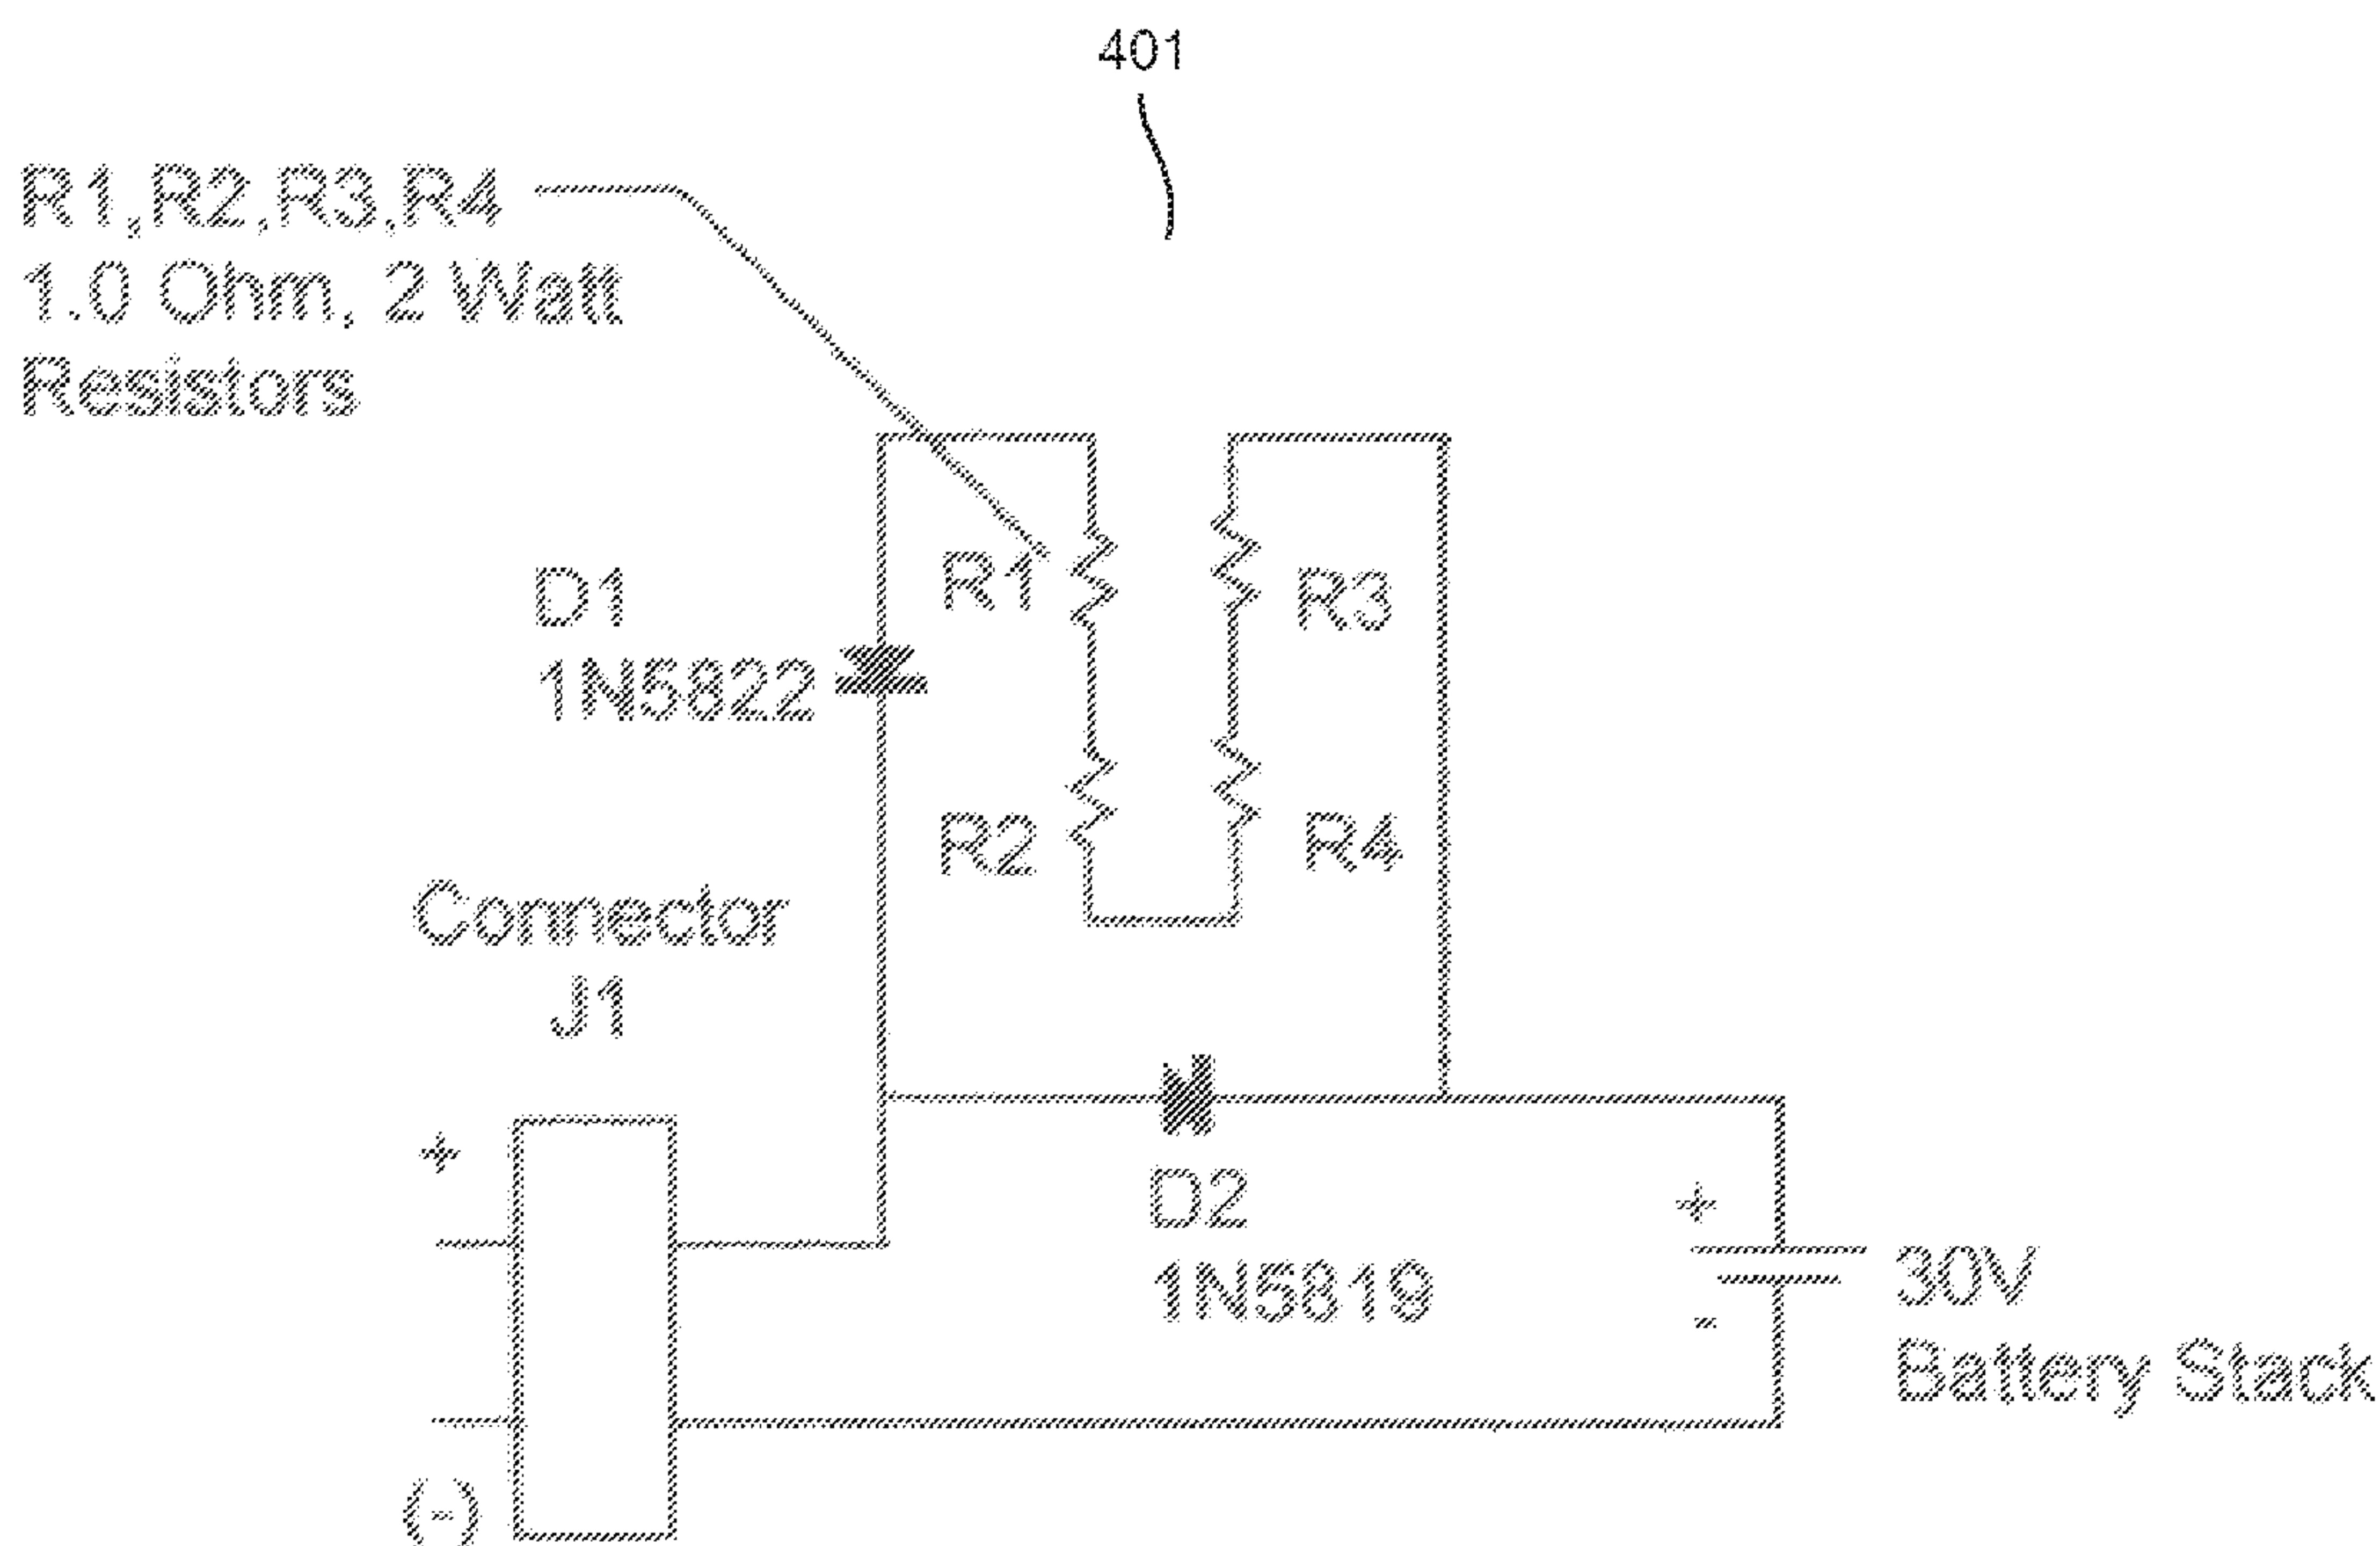 401
R1,R2,R3,R4
1.0 Ohm, 2 Watt
Resistors
D1
1N5822
R1
R3
R2
R4
Connector
J1
+
D2
1N5819
+
-
30V
Battery Stack
(-)